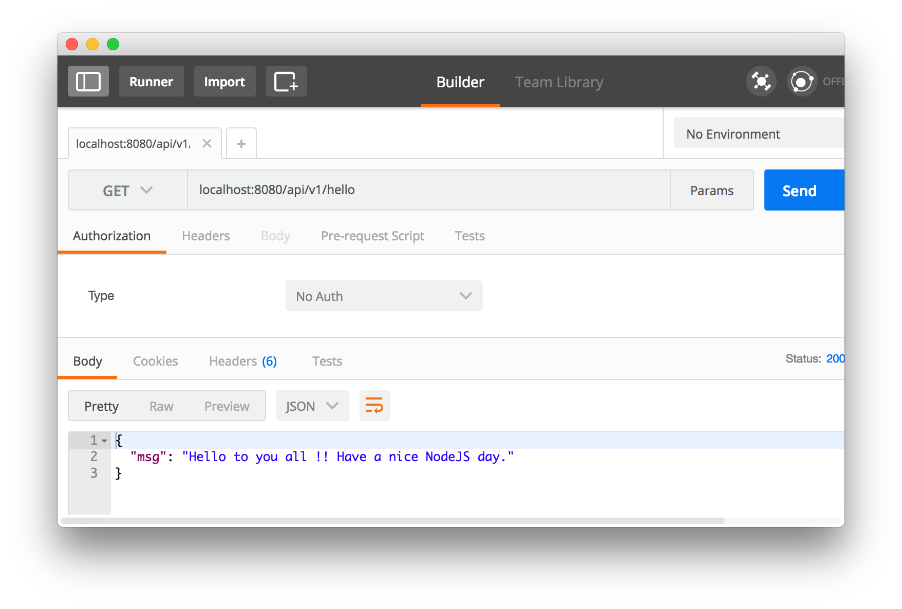 Runner Import Builder Team Library OFFL
localhost:8080/api/v1. × + No Environment
GET localhost:8080/api/v1/hello Params Send
Authorization Headers Body Pre-request Script Tests
Type No Auth
Body Cookies Headers (6) Tests Status: 200
Pretty Raw Preview JSON
1 {
2 "msg": "Hello to you all !! Have a nice NodeJS day."
3 }